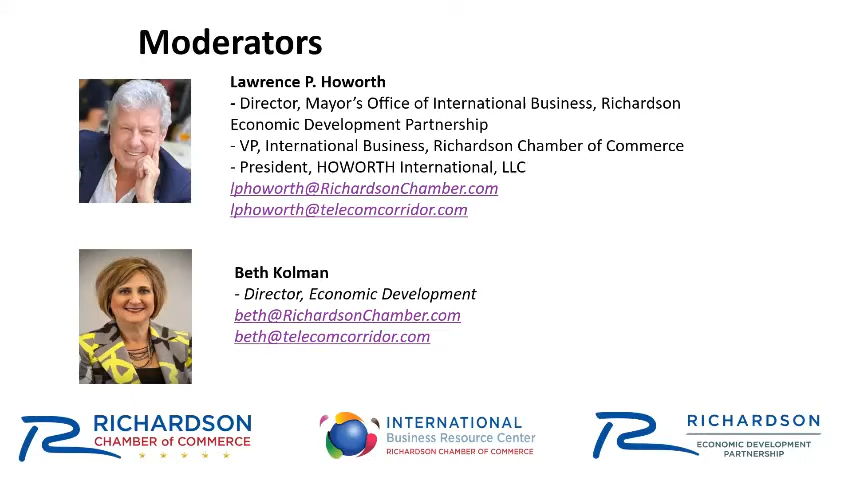 Moderators
Lawrence P. Howorth
- Director, Mayor’s Office of International Business, Richardson
Economic Development Partnership
- VP, International Business, Richardson Chamber of Commerce
- President, HOWORTH International, LLC
lphoworth@RichardsonChamber.com
lphoworth@telecomcorridor.com
Beth Kolman
- Director, Economic Development
beth@RichardsonChamber.com
beth@telecomcorridor.com
RICHARDSON
CHAMBER of COMMERCE
INTERNATIONAL
Business Resource Center
RICHARDSON CHAMBER OF COMMERCE
RICHARDSON
ECONOMIC DEVELOPMENT
PARTNERSHIP